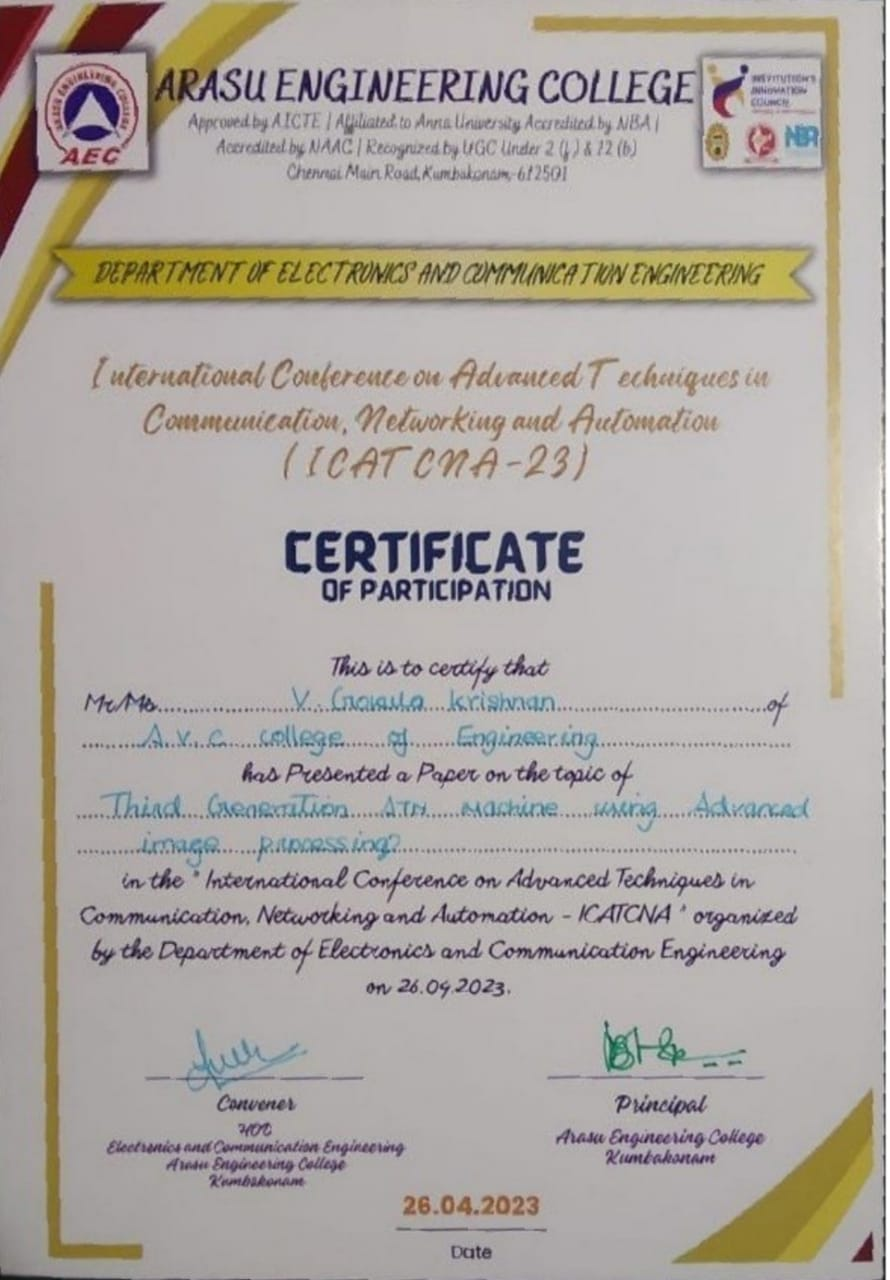 ARASU ENGINEERING COLLEGE
Approved by AICTE | Affiliated to Anna University Accredited by NBA |
Accredited by NAAC | Recognized by UGC Under 2 (f) & 12 (b)
Chennai Main Road, Kumbakonam,-612501
ARASU ENGINEERING COLLEGE
AEC
INSTITUTION'S
INNOVATION
COUNCIL
DEPARTMENT OF ELECTRONICS AND COMMUNICATION ENGINEERING
International Conference on Advanced Techniques in
Communication, Networking and Automation
(ICATCNA-23)
CERTIFICATE
OF PARTICIPATION
This is to certify that
Mr/Ms. V. Gokula Krishnan of
A.V.C college of Engineering
has Presented a Paper on the topic of
Third Generation ATM Machine using Advanced
image processing
in the " International Conference on Advanced Techniques in
Communication, Networking and Automation - ICATCNA " organized
by the Department of Electronics and Communication Engineering
on 26.04.2023.
Convener
HOD
Electronics and Communication Engineering
Arasu Engineering College
Kumbakonam
Principal
Arasu Engineering College
Kumbakonam
26.04.2023
Date